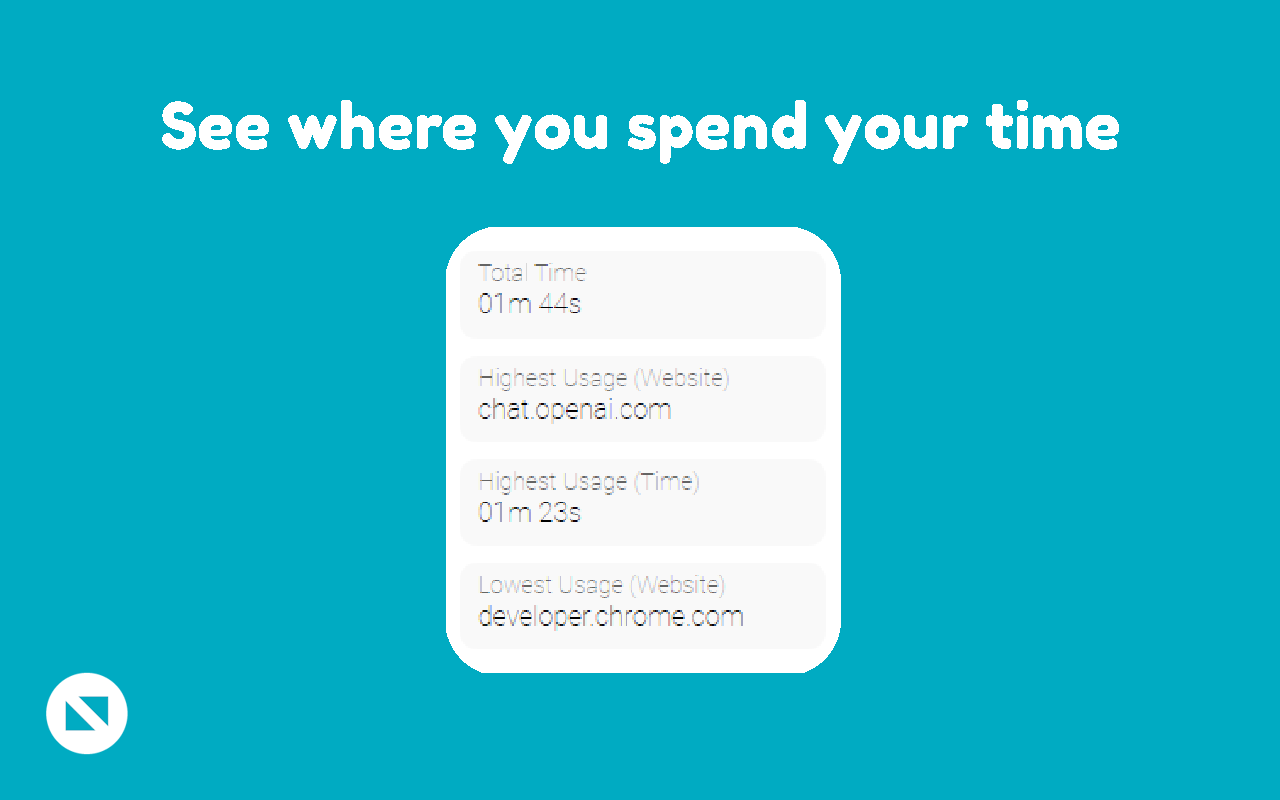 See where you spend your time
Total Time
01m 44s
Highest Usage (Website)
chat.openai.com
Highest Usage (Time)
01m 23s
Lowest Usage (Website)
developer.chrome.com